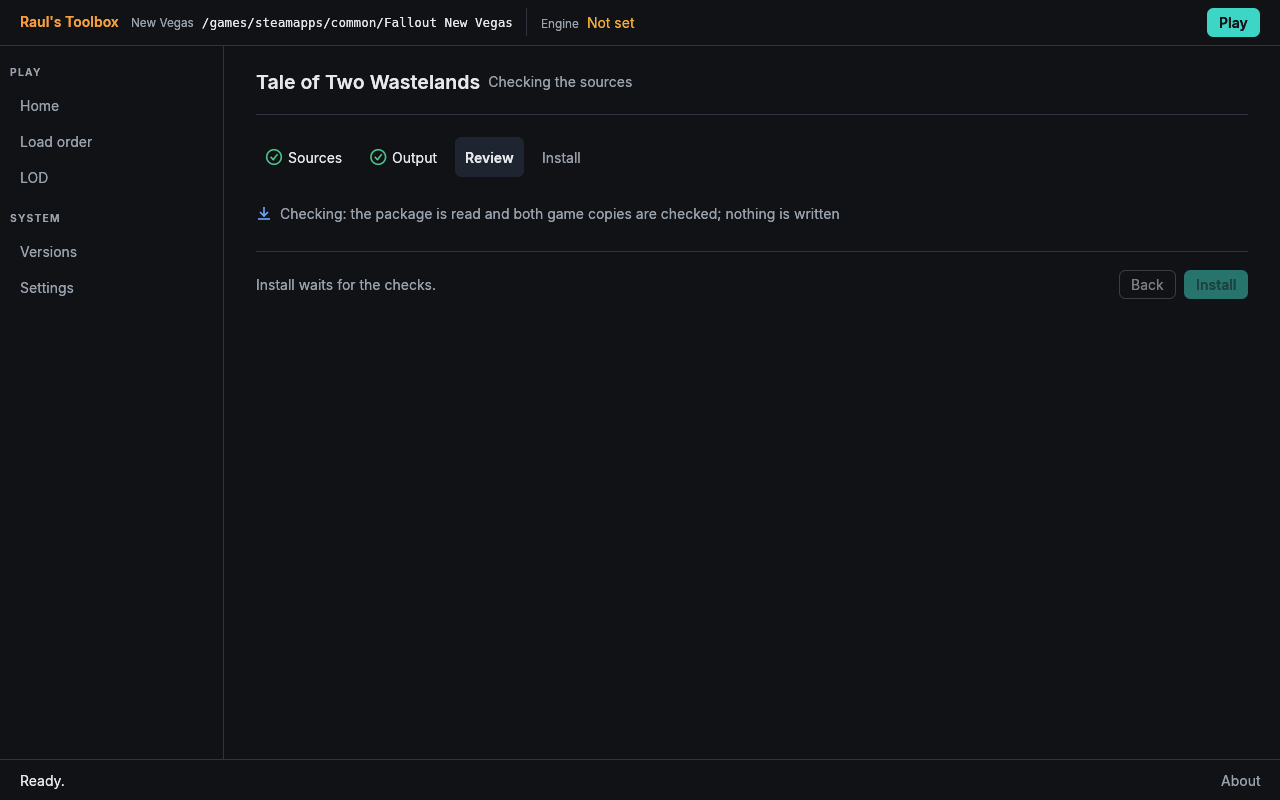 Raul's Toolbox New Vegas /games/steamapps/common/Fallout New Vegas Engine Not set Play
PLAY
Home
Load order
LOD
SYSTEM
Versions
Settings
Tale of Two Wastelands Checking the sources
Sources Output Review Install
Checking: the package is read and both game copies are checked; nothing is written
Install waits for the checks. Back Install
Ready. About